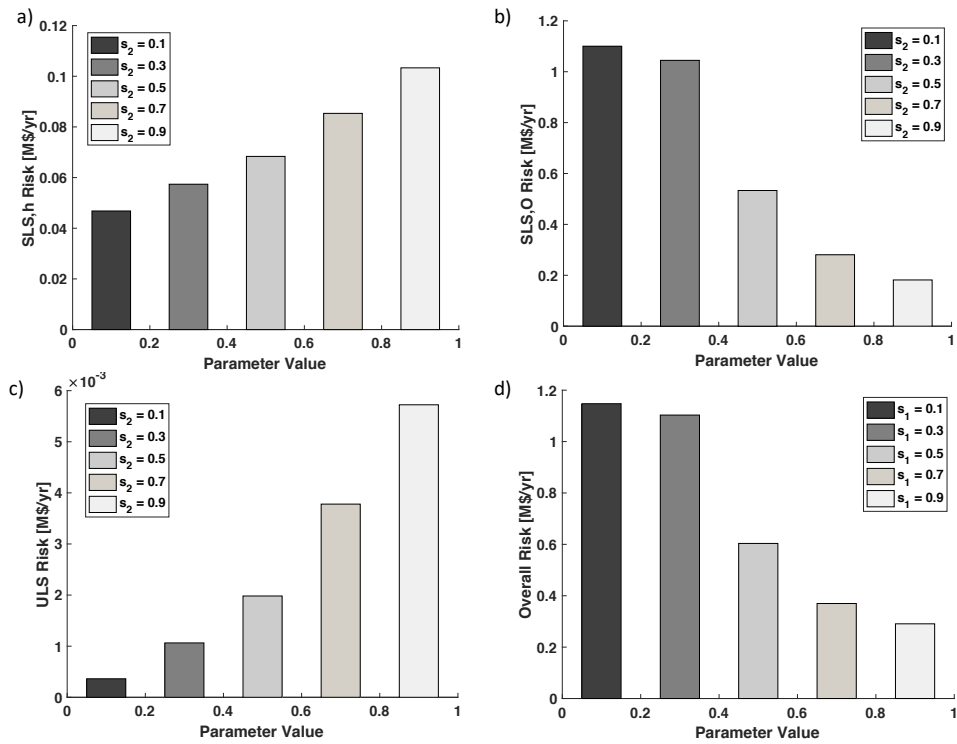 a)
SLS,h Risk [M$/yr]
0.12
0.1
0.08
0.06
0.04
0.02
0
s2 = 0.1
s2 = 0.3
s2 = 0.5
s2 = 0.7
s2 = 0.9
0 0.2 0.4 0.6 0.8 1
Parameter Value
b)
SLS,O Risk [M$/yr]
1.2
1
0.8
0.6
0.4
0.2
0
s2 = 0.1
s2 = 0.3
s2 = 0.5
s2 = 0.7
s2 = 0.9
0 0.2 0.4 0.6 0.8 1
Parameter Value
c)
×10-3
ULS Risk [M$/yr]
6
5
4
3
2
1
0
s2 = 0.1
s2 = 0.3
s2 = 0.5
s2 = 0.7
s2 = 0.9
0 0.2 0.4 0.6 0.8 1
Parameter Value
d)
Overall Risk [M$/yr]
1.2
1
0.8
0.6
0.4
0.2
0
s1 = 0.1
s1 = 0.3
s1 = 0.5
s1 = 0.7
s1 = 0.9
0 0.2 0.4 0.6 0.8 1
Parameter Value